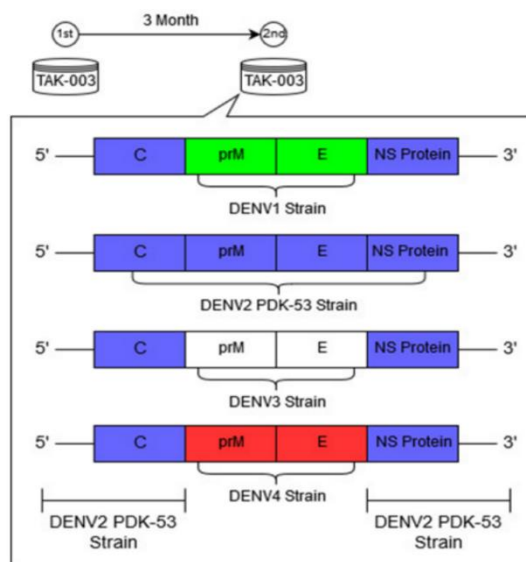 3 Month
1st
2nd
TAK-003
TAK-003
5' C prM E NS Protein 3'
DENV1 Strain
5' C prM E NS Protein 3'
DENV2 PDK-53 Strain
5' C prM E NS Protein 3'
DENV3 Strain
5' C prM E NS Protein 3'
DENV4 Strain
DENV2 PDK-53
Strain
DENV2 PDK-53
Strain